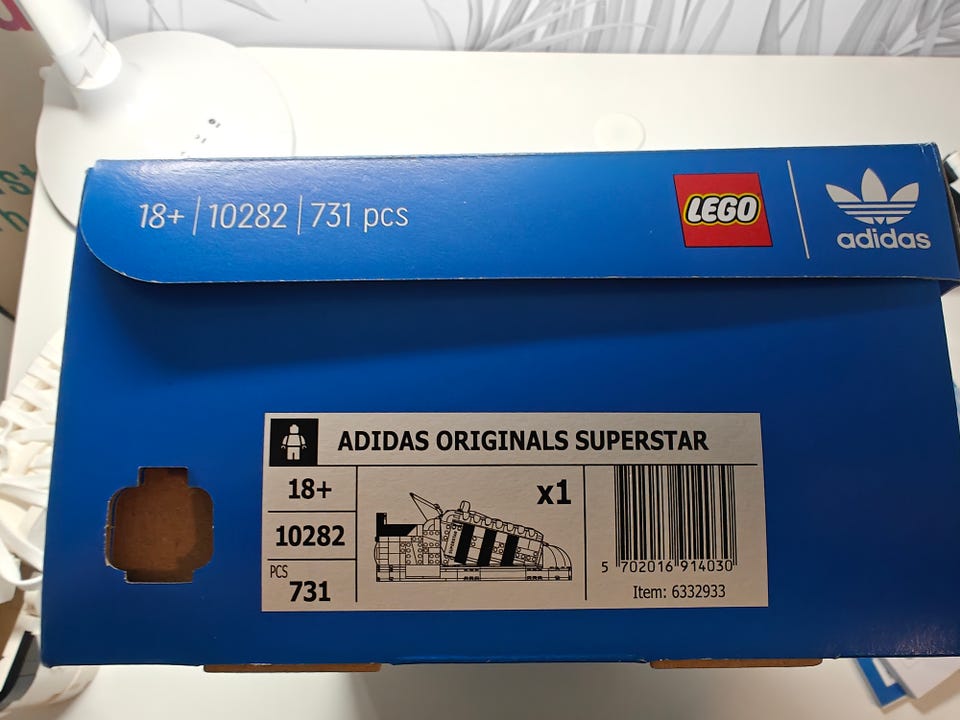 18+ | 10282 | 731 pcs
LEGO
adidas
ADIDAS ORIGINALS SUPERSTAR
18+
10282
PCS
731
x1
5 702016 914030
Item: 6332933